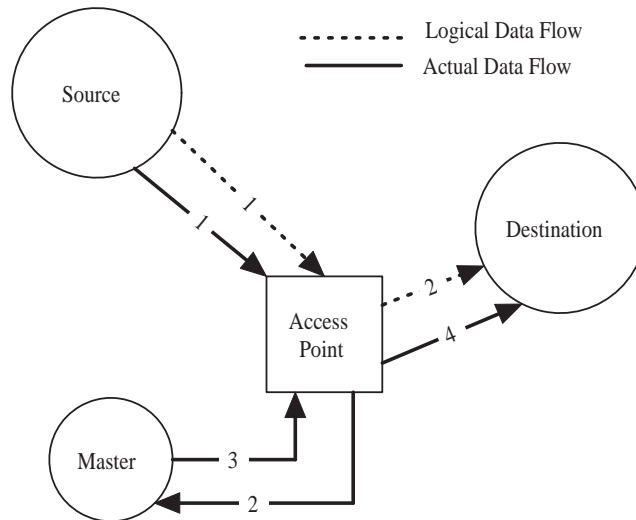 Logical Data Flow
Actual Data Flow
Source
1
1
Destination
2
4
Access
Point
Master
3
2